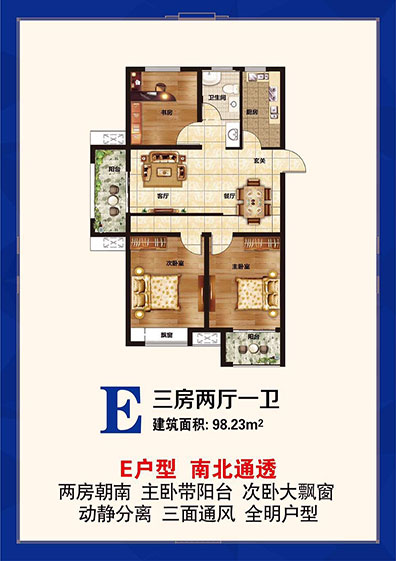 书房
卫生间
厨房
玄关
阳台
客厅
餐厅
次卧室
主卧室
飘窗
阳台
E 三房两厅一卫
建筑面积: 98.23m²
E户型 南北通透
两房朝南 主卧带阳台 次卧大飘窗
动静分离 三面通风 全明户型